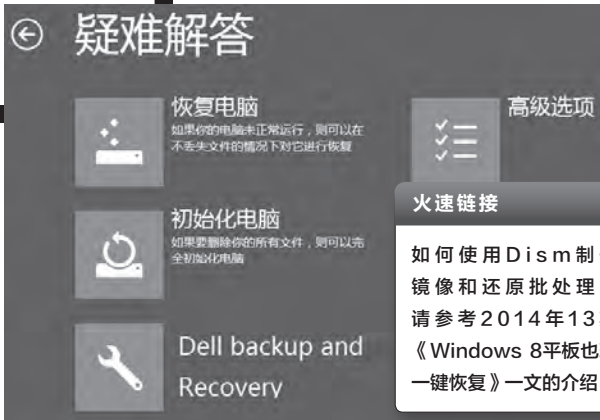 疑难解答
恢复电脑
如果你的电脑未正常运行，则可以在
不丢失文件的情况下对它进行恢复
高级选项
初始化电脑
如果要删除你的所有文件，则可以完
全初始化电脑
Dell backup and
Recovery
火速链接
如何使用Dism制
镜像和还原批处理
请参考2014年13
《Windows 8平板也
一键恢复》一文的介绍